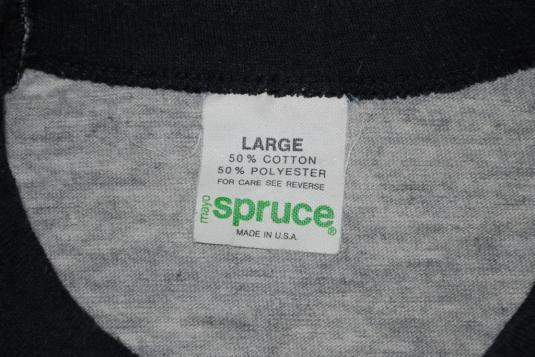 LARGE
50% COTTON
50% POLYESTER
FOR CARE SEE REVERSE
mayo spruce®
MADE IN U.S.A.